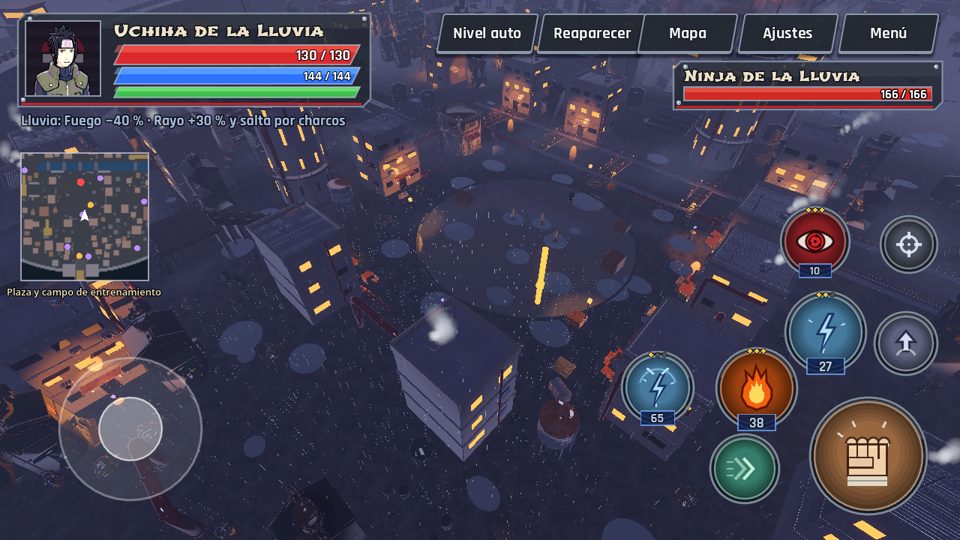 Uchiha de la Lluvia
130 / 130
144 / 144
Lluvia: Fuego −40 % · Rayo +30 % y salta por charcos
Nivel auto
Reaparecer
Mapa
Ajustes
Menú
Ninja de la Lluvia
166 / 166
Plaza y campo de entrenamiento
10
27
65
38